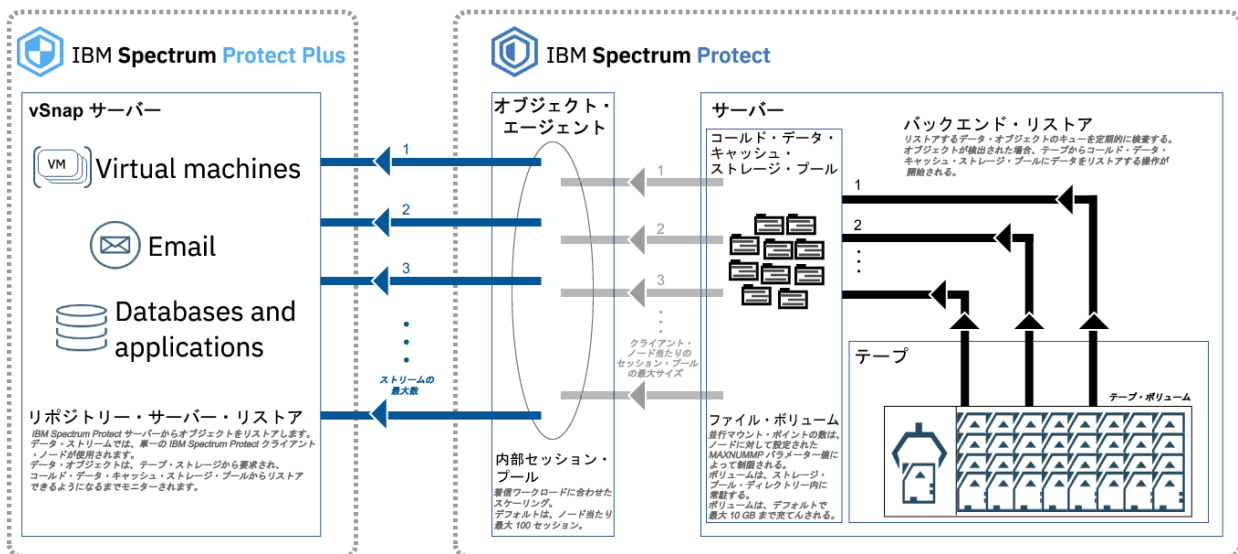 IBM Spectrum Protect Plus
vSnap サーバー
VM
Virtual machines
Email
Databases and
applications
リポジトリー・サーバー・リストア
IBM Spectrum Protect サーバーからオブジェクトをリストアします。
データ・ストリームでは、単一の IBM Spectrum Protect クライアント
・ノードが使用されます。
データ・オブジェクトは、テープ・ストレージから要求され、
コールド・データ・キャッシュ・ストレージ・プールからリストア
できるようになるまでモニターされます。
1
2
3
ストリームの
最大数
IBM Spectrum Protect
オブジェクト・
エージェント
内部セッション・
プール
着信ワークロードに合わせた
スケーリング。
デフォルトは、ノード当たり
最大 100 セッション。
1
2
3
クライアント・
ノード当たりの
セッション・プール
の最大サイズ
サーバー
コールド・データ・
キャッシュ・
ストレージ・プール
ファイル・ボリューム
並行マウント・ポイントの数は、
ノードに対して設定された
MAXNUMMP パラメーター値に
よって制限される。
ボリュームは、ストレージ・
プール・ディレクトリー内に
常駐する。
ボリュームは、デフォルトで
最大 10 GB まで充てんされる。
バックエンド・リストア
リストアするデータ・オブジェクトのキューを定期的に検査する。
オブジェクトが検出された場合、テープからコールド・データ・
キャッシュ・ストレージ・プールにデータをリストアする操作が
開始される。
1
2
テープ
テープ・ボリューム